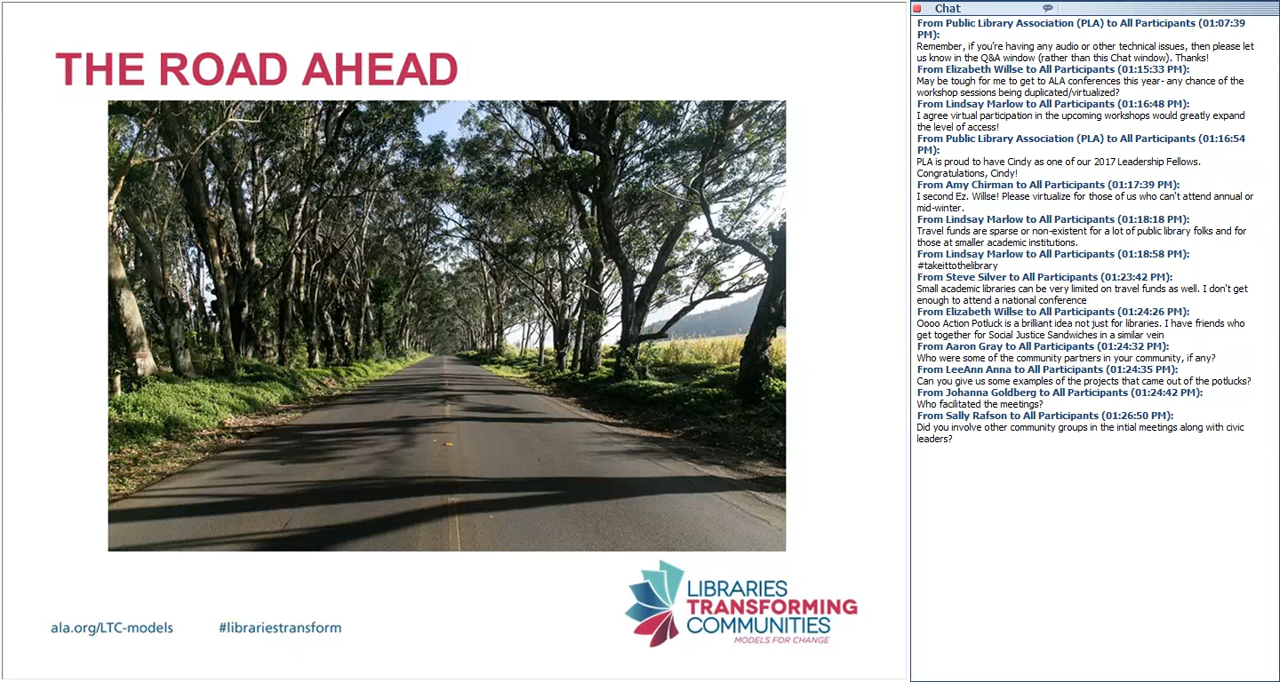 THE ROAD AHEAD
ala.org/LTC-models
#librariestransform
LIBRARIES
TRANSFORMING
COMMUNITIES
MODELS FOR CHANGE
Chat
From Public Library Association (PLA) to All Participants (01:07:39
PM):
Remember, if you're having any audio or other technical issues, then please let
us know in the Q&A window (rather than this Chat window). Thanks!
From Elizabeth Willse to All Participants (01:15:33 PM):
May be tough for me to get to ALA conferences this year- any chance of the
workshop sessions being duplicated/virtualized?
From Lindsay Marlow to All Participants (01:16:48 PM):
I agree virtual participation in the upcoming workshops would greatly expand
the level of access!
From Public Library Association (PLA) to All Participants (01:16:54
PM):
PLA is proud to have Cindy as one of our 2017 Leadership Fellows.
Congratulations, Cindy!
From Amy Chirman to All Participants (01:17:39 PM):
I second Ez. Willse! Please virtualize for those of us who can't attend annual or
mid-winter.
From Lindsay Marlow to All Participants (01:18:18 PM):
Travel funds are sparse or non-existent for a lot of public library folks and for
those at smaller academic institutions.
From Lindsay Marlow to All Participants (01:18:58 PM):
#takeittothelibrary
From Steve Silver to All Participants (01:23:42 PM):
Small academic libraries can be very limited on travel funds as well. I don't get
enough to attend a national conference
From Elizabeth Willse to All Participants (01:24:26 PM):
Oooo Action Potluck is a brilliant idea not just for libraries. I have friends who
get together for Social Justice Sandwiches in a similar vein
From Aaron Gray to All Participants (01:24:32 PM):
Who were some of the community partners in your community, if any?
From LeeAnn Anna to All Participants (01:24:35 PM):
Can you give us some examples of the projects that came out of the potlucks?
From Johanna Goldberg to All Participants (01:24:42 PM):
Who facilitated the meetings?
From Sally Rafson to All Participants (01:26:50 PM):
Did you involve other community groups in the intial meetings along with civic
leaders?